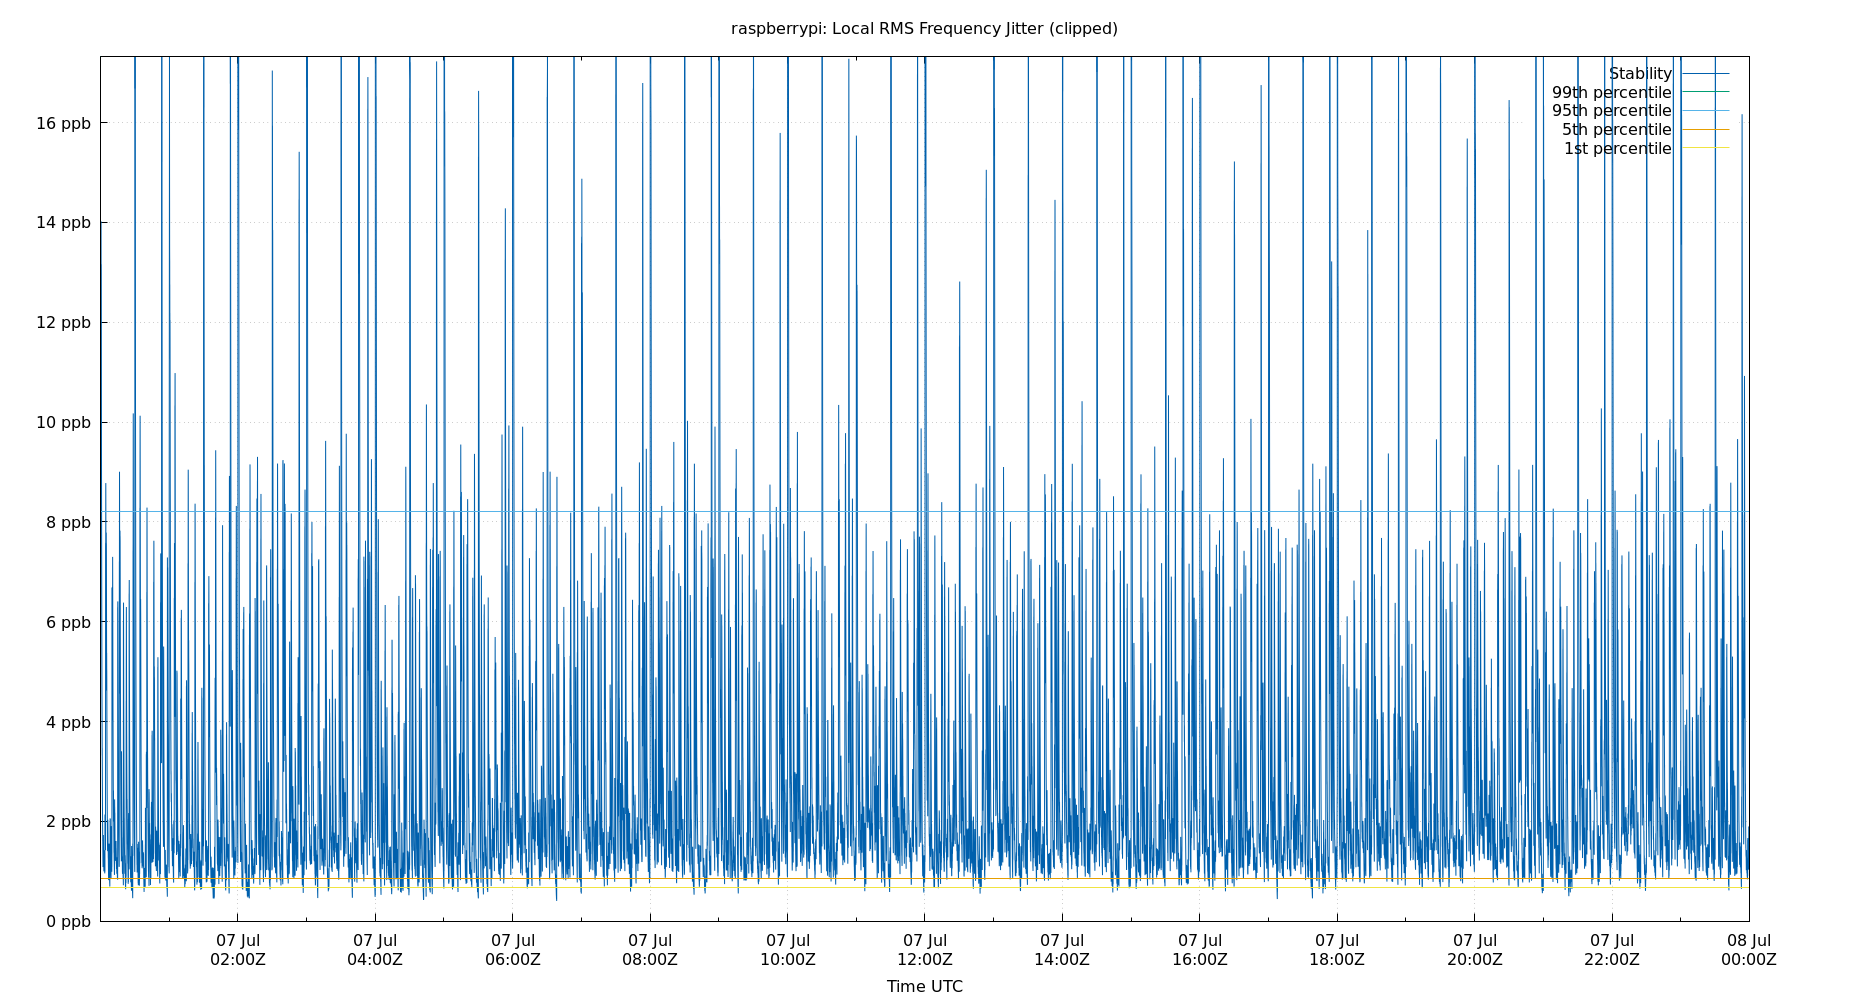 raspberrypi: Local RMS Frequency Jitter (clipped)
Stability
99th percentile
95th percentile
5th percentile
1st percentile
16 ppb
14 ppb
12 ppb
10 ppb
8 ppb
6 ppb
4 ppb
2 ppb
0 ppb
07 Jul 07 Jul 07 Jul 07 Jul 07 Jul 07 Jul 07 Jul 07 Jul 07 Jul 07 Jul 07 Jul 08 Jul
02:00Z 04:00Z 06:00Z 08:00Z 10:00Z 12:00Z 14:00Z 16:00Z 18:00Z 20:00Z 22:00Z 00:00Z
Time UTC